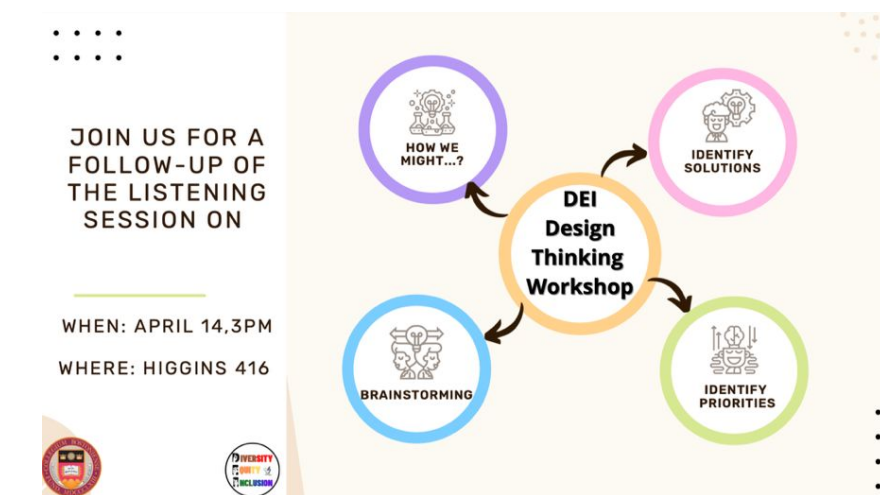 JOIN US FOR A
FOLLOW-UP OF
THE LISTENING
SESSION ON
WHEN: APRIL 14,3PM
WHERE: HIGGINS 416
HOW WE
MIGHT...?
IDENTIFY
SOLUTIONS
DEI
Design
Thinking
Workshop
BRAINSTORMING
IDENTIFY
PRIORITIES
DIVERSITY
EQUITY
INCLUSION